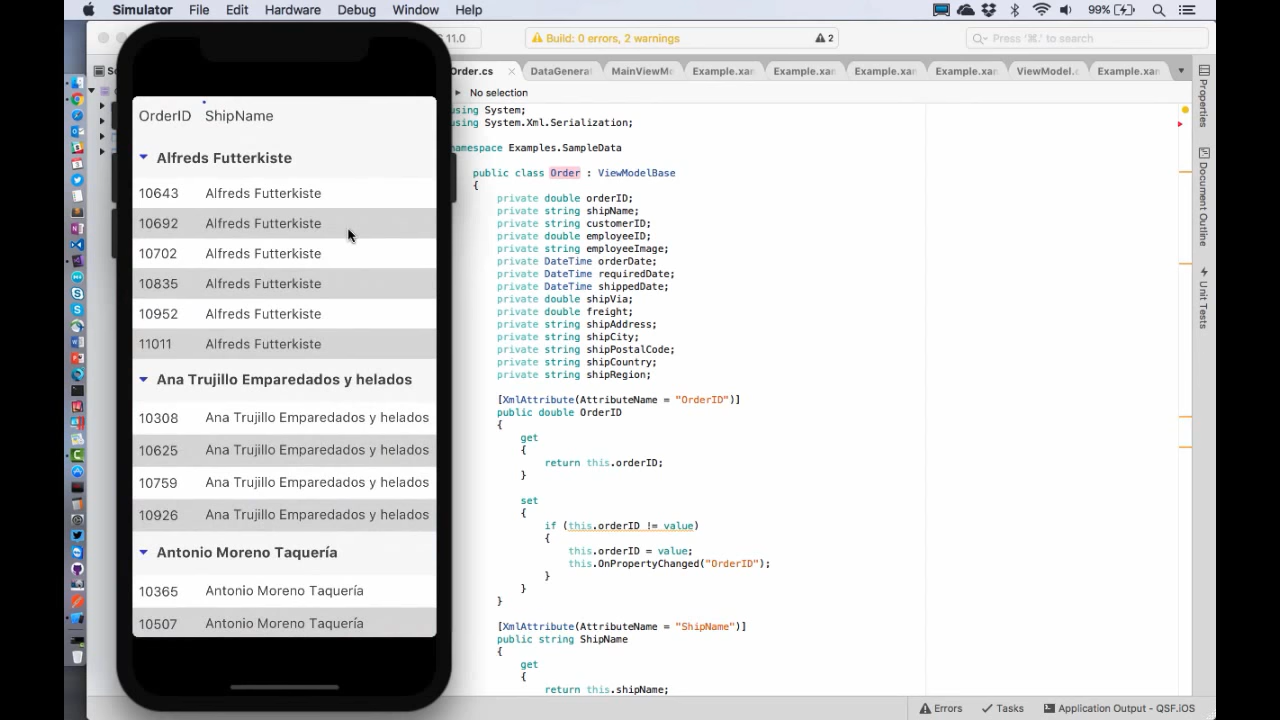 Simulator File Edit Hardware Debug Window Help 99%
11.0 Build: 0 errors, 2 warnings 2 Press '⌘.' to search
Order.cs DataGenera MainViewM Example.xan Example.xan Example.xan Example.xan ViewModel.c Example.xan
No selection
OrderID ShipName
Alfreds Futterkiste
10643 Alfreds Futterkiste
10692 Alfreds Futterkiste
10702 Alfreds Futterkiste
10835 Alfreds Futterkiste
10952 Alfreds Futterkiste
11011 Alfreds Futterkiste
Ana Trujillo Emparedados y helados
10308 Ana Trujillo Emparedados y helados
10625 Ana Trujillo Emparedados y helados
10759 Ana Trujillo Emparedados y helados
10926 Ana Trujillo Emparedados y helados
Antonio Moreno Taquería
10365 Antonio Moreno Taquería
10507 Antonio Moreno Taquería
using System;
using System.Xml.Serialization;
namespace Examples.SampleData
public class Order : ViewModelBase
{
private double orderID;
private string shipName;
private string customerID;
private double employeeID;
private string employeeImage;
private DateTime orderDate;
private DateTime requiredDate;
private DateTime shippedDate;
private double shipVia;
private double freight;
private string shipAddress;
private string shipCity;
private string shipPostalCode;
private string shipCountry;
private string shipRegion;
[XmlAttribute(AttributeName = "OrderID")]
public double OrderID
{
get
{
return this.orderID;
}
set
{
if (this.orderID != value)
{
this.orderID = value;
this.OnPropertyChanged("OrderID");
}
}
}
[XmlAttribute(AttributeName = "ShipName")]
public string ShipName
{
get
{
return this.shipName;
Properties
Document Outline
Unit Tests
Errors Tasks Application Output - QSF.iOS